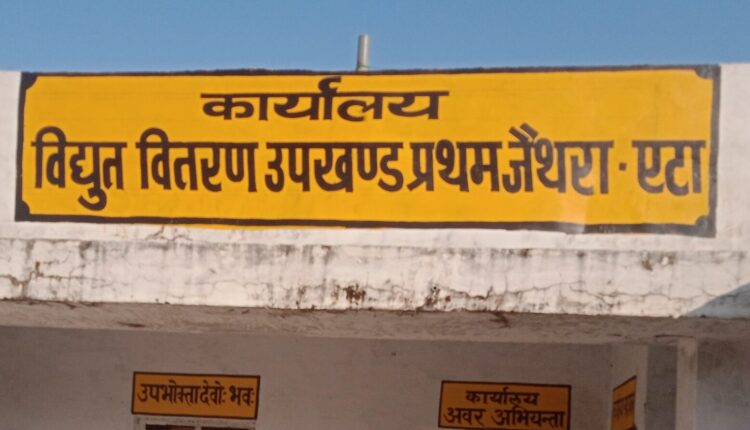 कार्यालय
विद्युत वितरण उपखण्ड प्रथम जैथरा · एटा
उपभोक्ता देवोः भवः
कार्यालय
अवर अभियन्ता